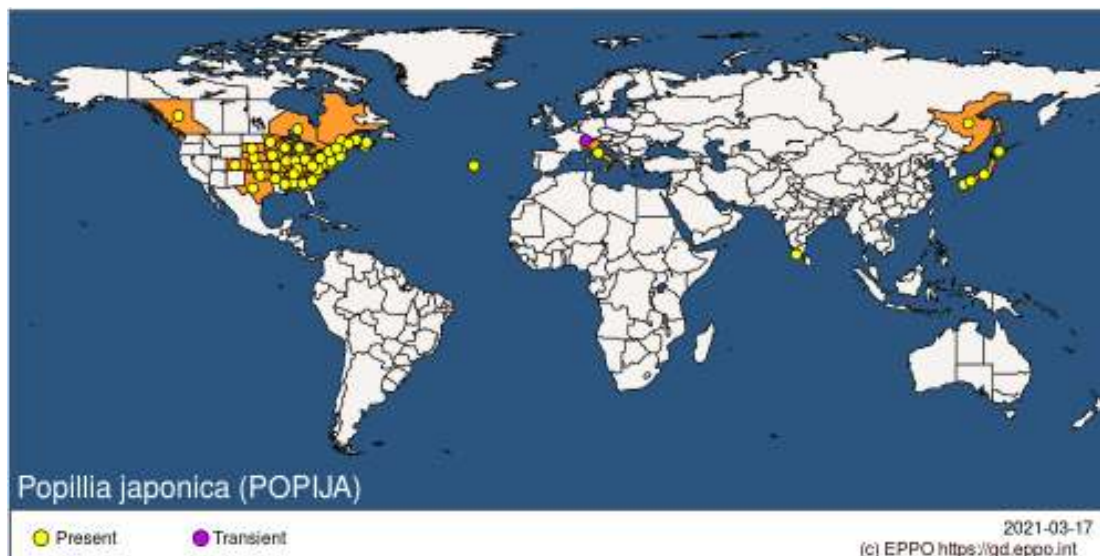 Popillia japonica (POPIJA)
Present
Transient
2021-03-17
(c) EPPO https://gd.eppo.int